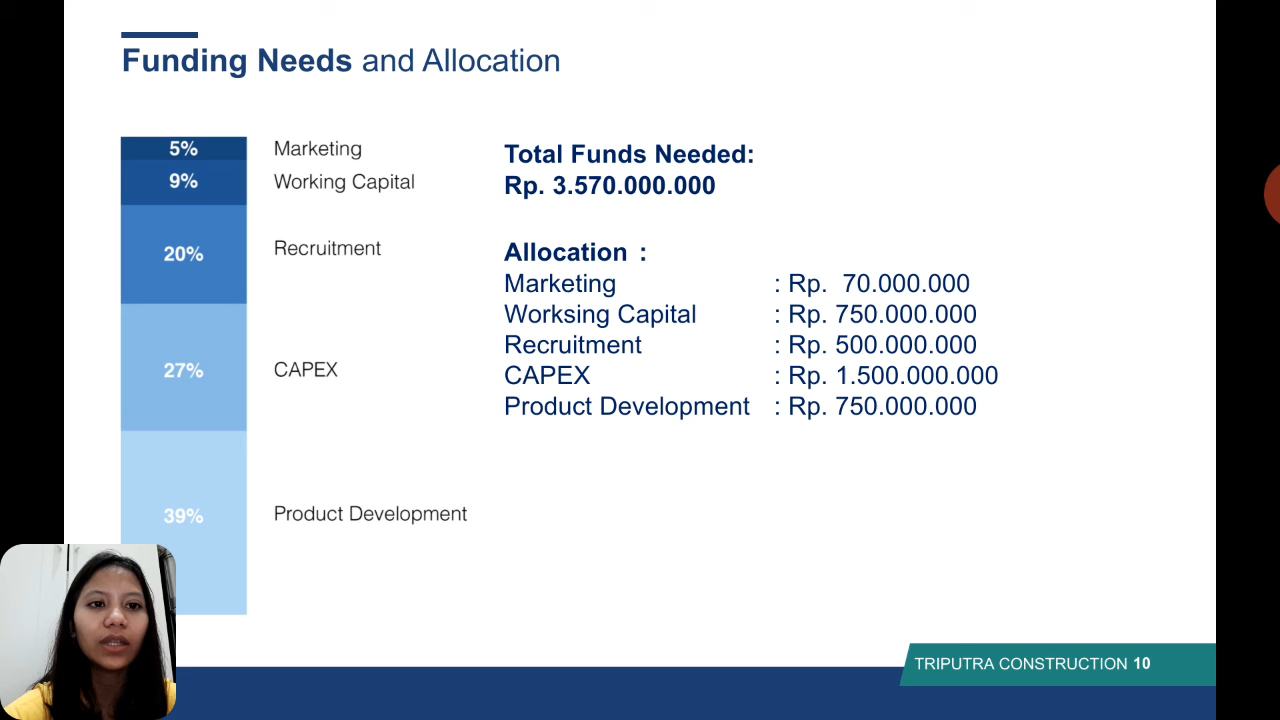 Funding Needs and Allocation
5% Marketing
9% Working Capital
20% Recruitment
27% CAPEX
39% Product Development
Total Funds Needed:
Rp. 3.570.000.000
Allocation :
Marketing : Rp. 70.000.000
Worksing Capital : Rp. 750.000.000
Recruitment : Rp. 500.000.000
CAPEX : Rp. 1.500.000.000
Product Development : Rp. 750.000.000
TRIPUTRA CONSTRUCTION 10